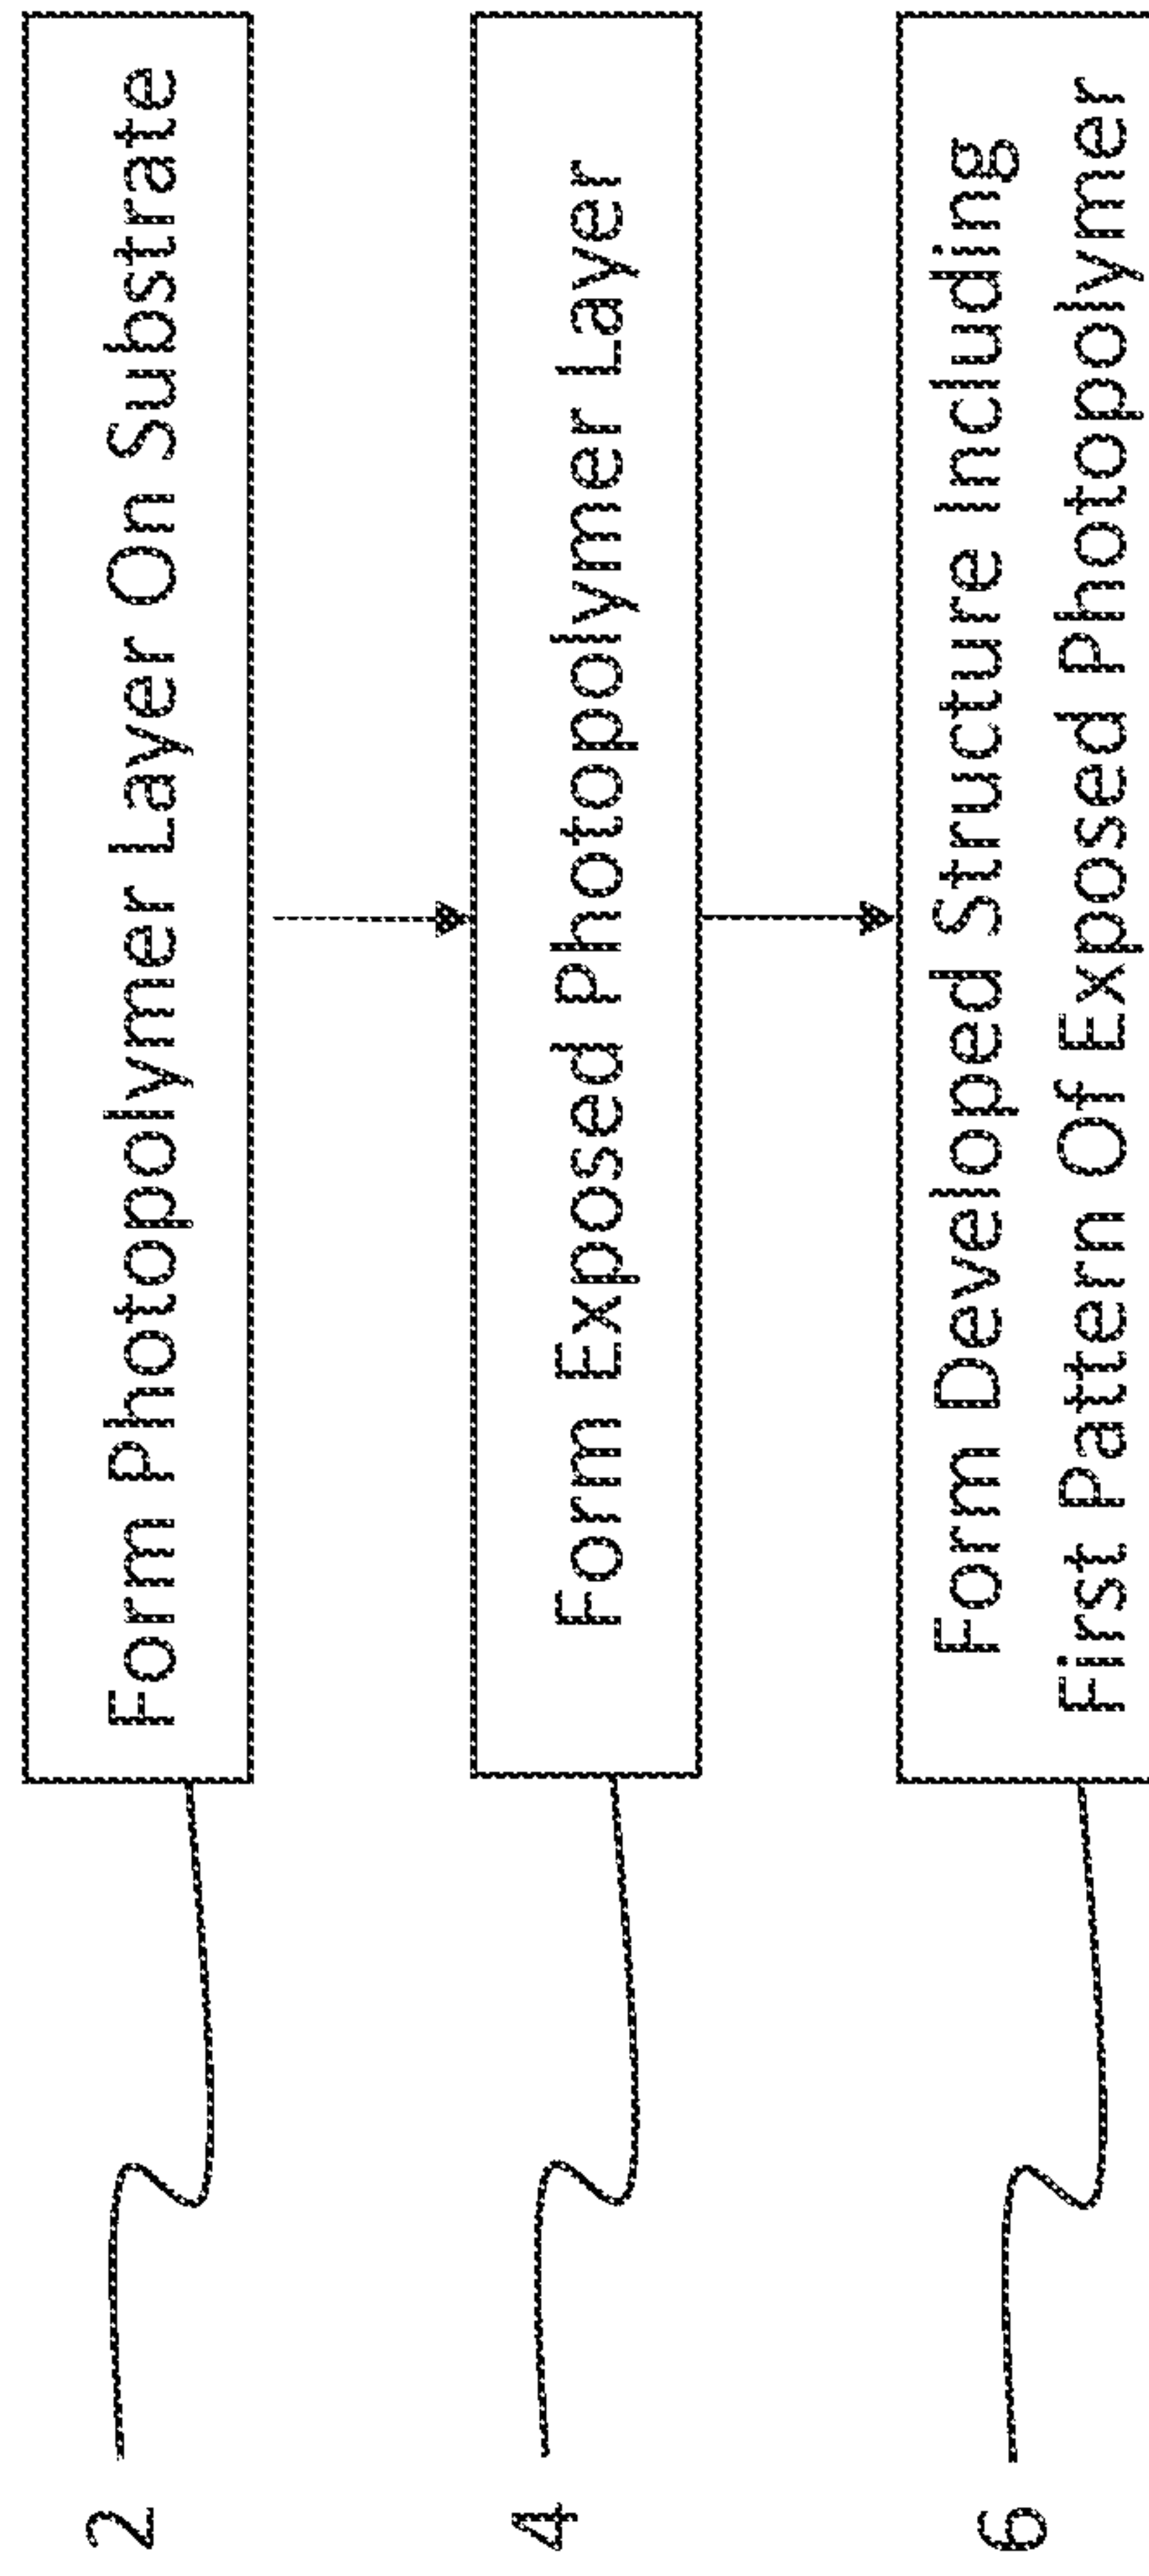 2
Form Photopolymer Layer On Substrate
4
Form Exposed Photopolymer Layer
6
Form Developed Structure Including
First Pattern Of Exposed Photopolymer